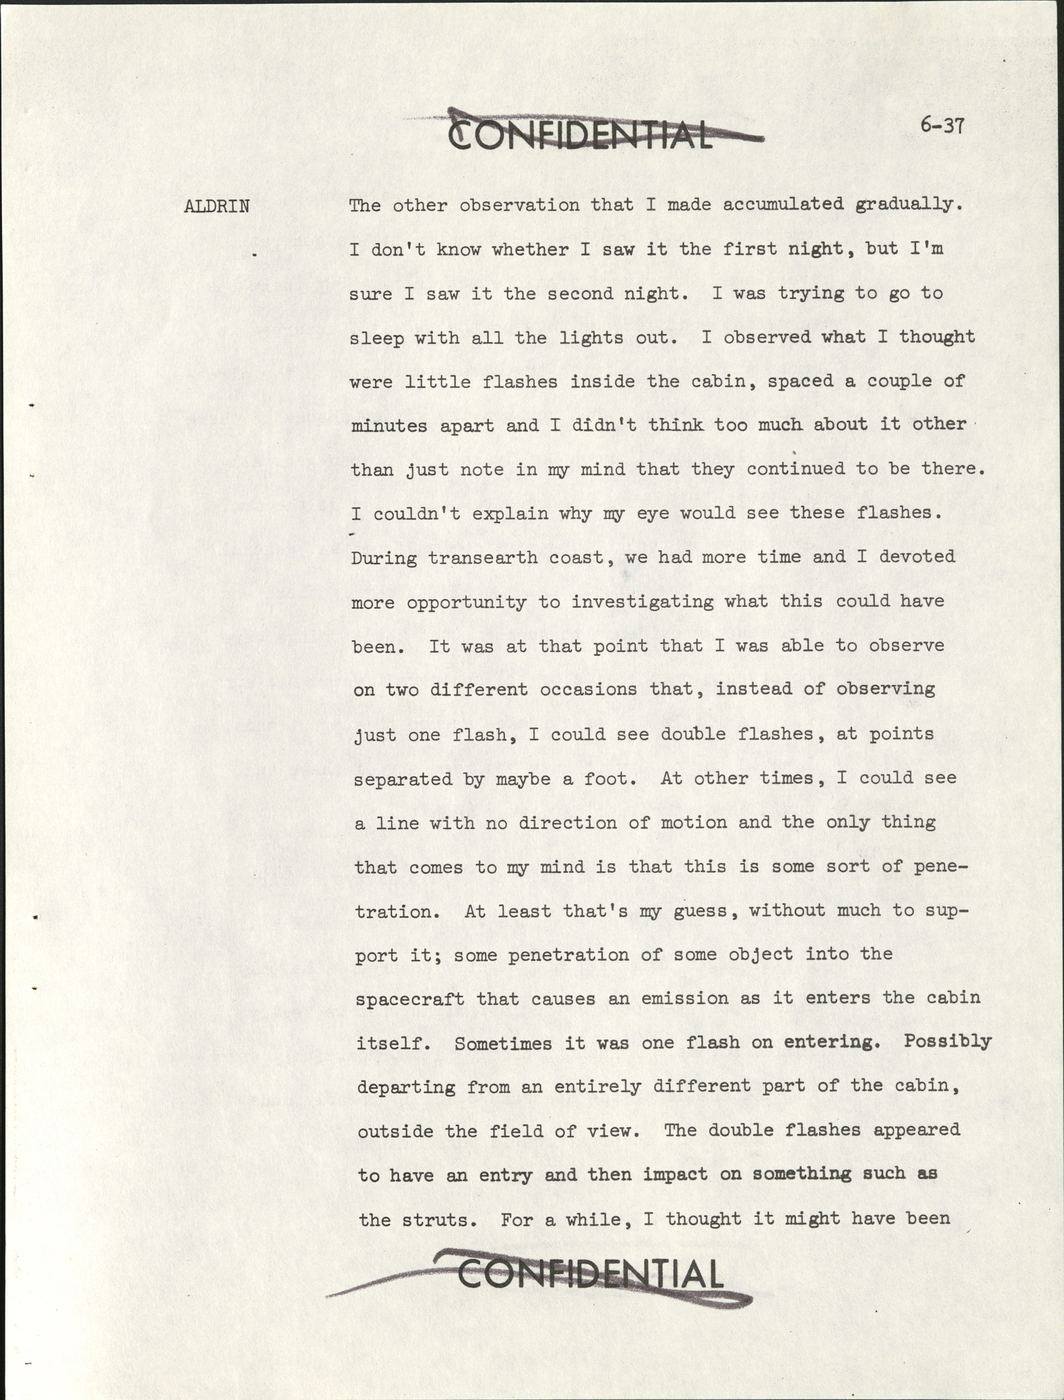 CONFIDENTIAL
6-37
ALDRIN The other observation that I made accumulated gradually.
I don't know whether I saw it the first night, but I'm
sure I saw it the second night. I was trying to go to
sleep with all the lights out. I observed what I thought
were little flashes inside the cabin, spaced a couple of
minutes apart and I didn't think too much about it other
than just note in my mind that they continued to be there.
I couldn't explain why my eye would see these flashes.
During transearth coast, we had more time and I devoted
more opportunity to investigating what this could have
been. It was at that point that I was able to observe
on two different occasions that, instead of observing
just one flash, I could see double flashes, at points
separated by maybe a foot. At other times, I could see
a line with no direction of motion and the only thing
that comes to my mind is that this is some sort of pene-
tration. At least that's my guess, without much to sup-
port it; some penetration of some object into the
spacecraft that causes an emission as it enters the cabin
itself. Sometimes it was one flash on entering. Possibly
departing from an entirely different part of the cabin,
outside the field of view. The double flashes appeared
to have an entry and then impact on something such as
the struts. For a while, I thought it might have been
CONFIDENTIAL